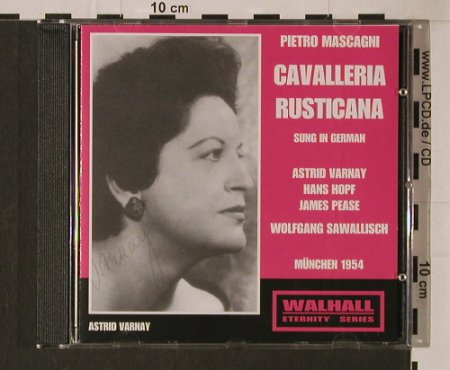 10 cm
PIETRO MASCAGNI
CAVALLERIA
RUSTICANA
SUNG IN GERMAN
ASTRID VARNAY
HANS HOPF
JAMES PEASE
WOLFGANG SAWALLISCH
MÜNCHEN 1954
WALHALL
ETERNITY SERIES
ASTRID VARNAY
Varnay
www.LPCD.de / CD
10 cm